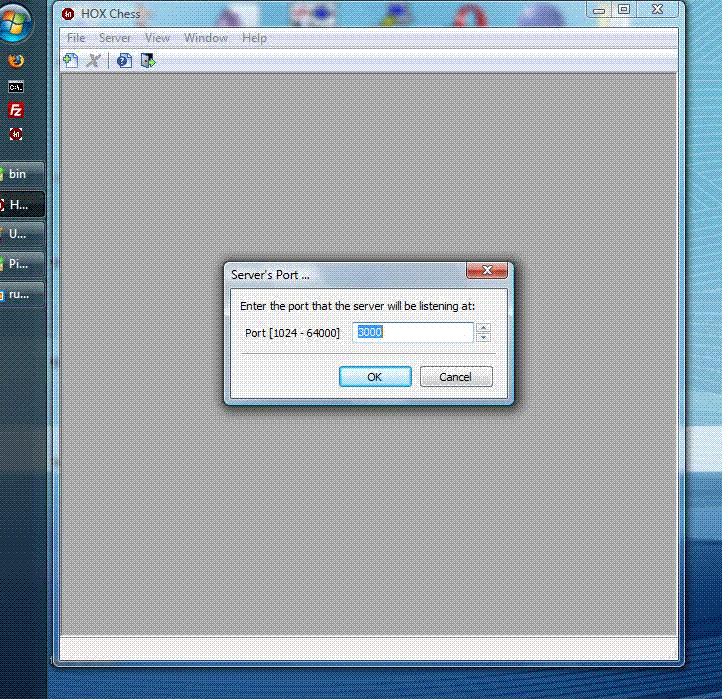 HOX Chess
File Server View Window Help
bin
H...
U...
Pi...
ru...
Server's Port ...
Enter the port that the server will be listening at:
Port [1024 - 64000] 3000
OK Cancel